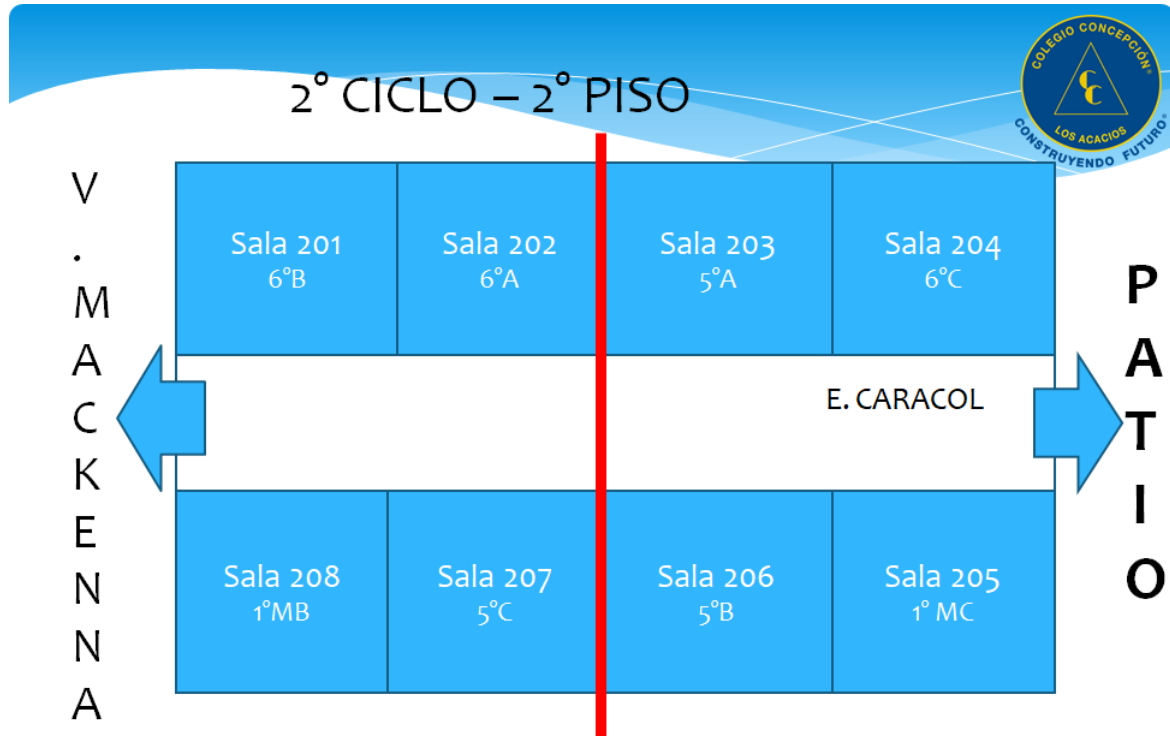 2° CICLO – 2° PISO
COLEGIO CONCEPCIÓN®
CC
LOS ACACIOS
CONSTRUYENDO FUTURO®
V
.
M
A
C
K
E
N
N
A
Sala 201
6°B
Sala 202
6°A
Sala 203
5°A
Sala 204
6°C
E. CARACOL
Sala 208
1°MB
Sala 207
5°C
Sala 206
5°B
Sala 205
1° MC
P
A
T
I
O